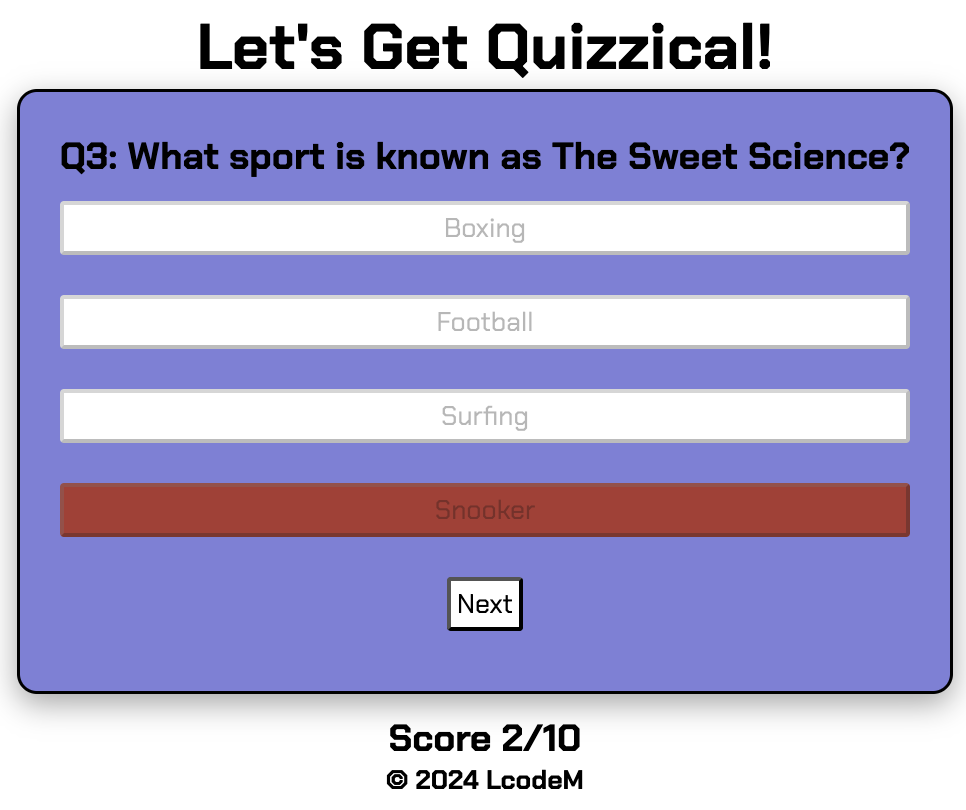 Let's Get Quizzical!
Q3: What sport is known as The Sweet Science?
Boxing
Football
Surfing
Snooker
Next
Score 2/10
© 2024 LcodeM